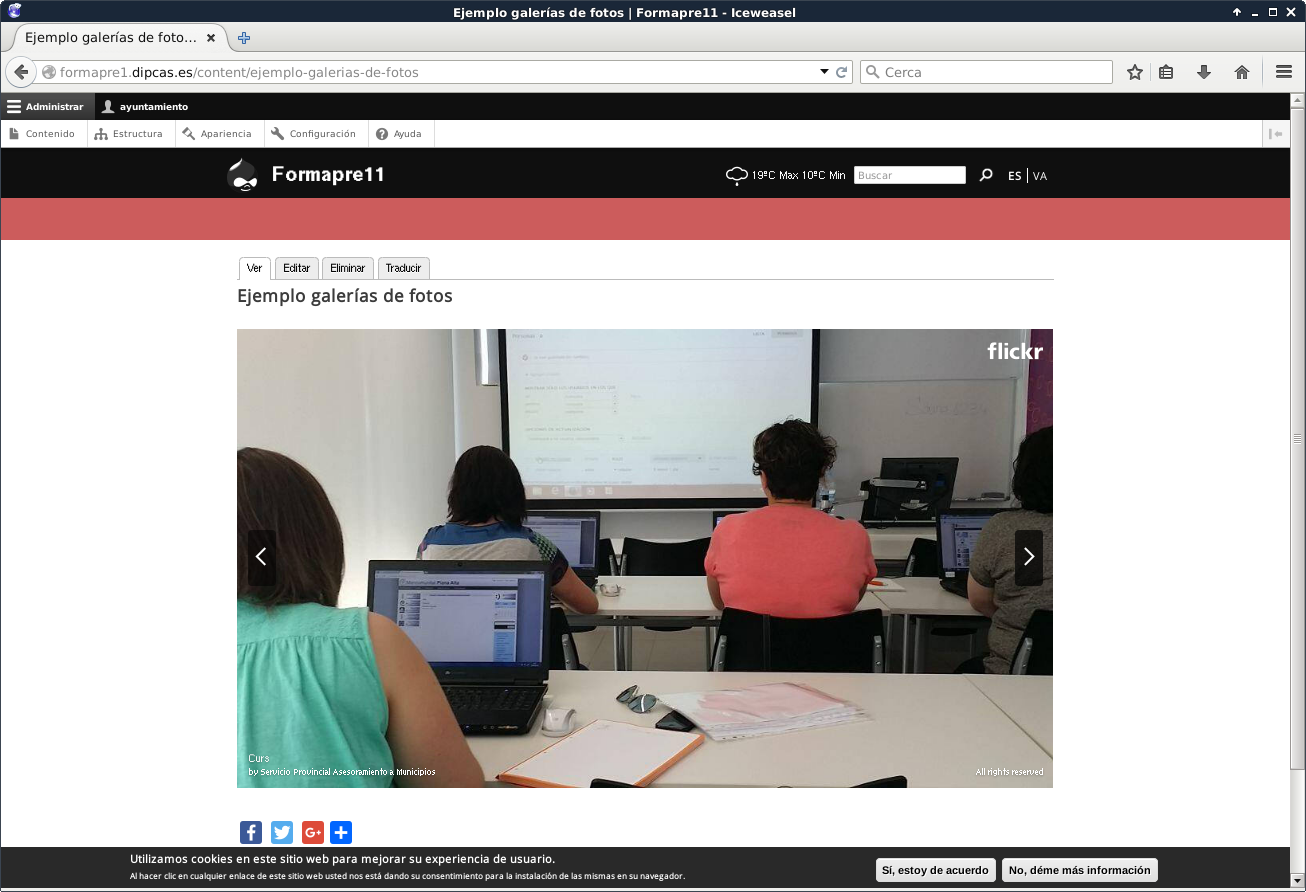 Ejemplo galerías de fotos | Formapre11 - Iceweasel
Ejemplo galerías de foto...
formapre1.dipcas.es/content/ejemplo-galerias-de-fotos
Cerca
Administrar
ayuntamiento
Contenido
Estructura
Apariencia
Configuración
Ayuda
Formapre11
19ºC Max 10ºC Min
Buscar
ES | VA
Ver
Editar
Eliminar
Traducir
Ejemplo galerías de fotos
flickr
Curs
by Servicio Provincial Asesoramiento a Municipios
All rights reserved
Utilizamos cookies en este sitio web para mejorar su experiencia de usuario.
Al hacer clic en cualquier enlace de este sitio web usted nos está dando su consentimiento para la instalación de las mismas en su navegador.
Sí, estoy de acuerdo
No, déme más información